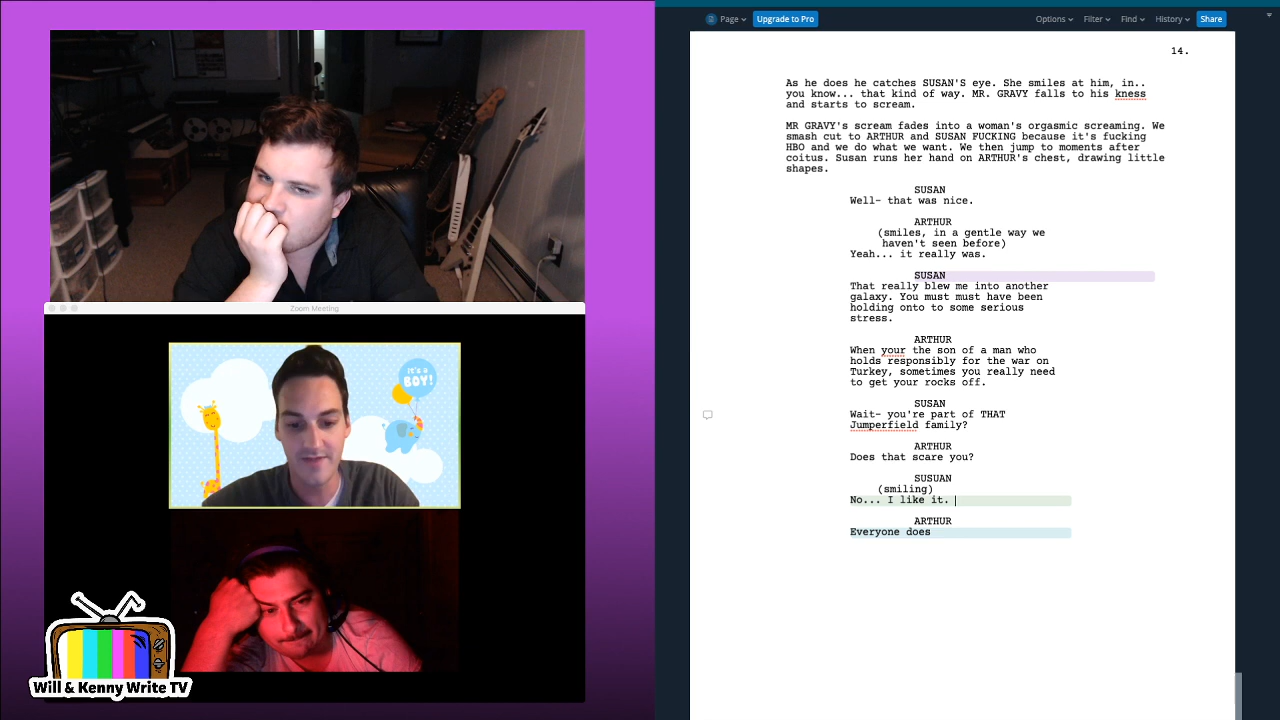 Page
Upgrade to Pro
Options
Filter
Find
History
Share
14.
As he does he catches SUSAN'S eye. She smiles at him, in..
you know... that kind of way. MR. GRAVY falls to his kness
and starts to scream.
MR GRAVY's scream fades into a woman's orgasmic screaming. We
smash cut to ARTHUR and SUSAN FUCKING because it's fucking
HBO and we do what we want. We then jump to moments after
coitus. Susan runs her hand on ARTHUR's chest, drawing little
shapes.
SUSAN
Well- that was nice.
ARTHUR
(smiles, in a gentle way we
haven't seen before)
Yeah... it really was.
SUSAN
That really blew me into another
galaxy. You must must have been
holding onto to some serious
stress.
ARTHUR
When your the son of a man who
holds responsibly for the war on
Turkey, sometimes you really need
to get your rocks off.
SUSAN
Wait- you're part of THAT
Jumperfield family?
ARTHUR
Does that scare you?
SUSUAN
(smiling)
No... I like it.
ARTHUR
Everyone does
Zoom Meeting
IT'S A
BOY!
Will & Kenny Write TV